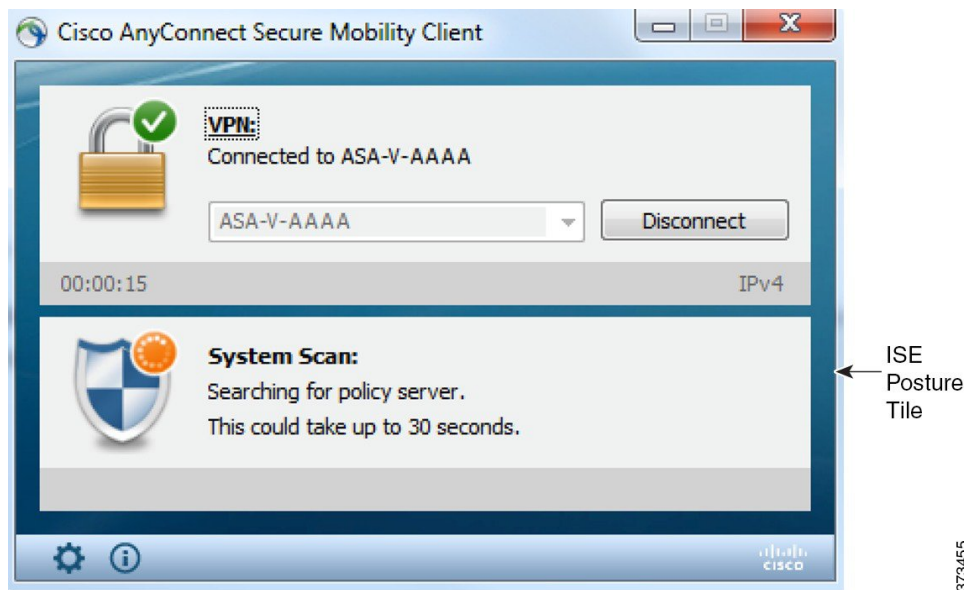 Cisco AnyConnect Secure Mobility Client
VPN:
Connected to ASA-V-AAAA
ASA-V-AAAA
Disconnect
00:00:15
IPv4
System Scan:
Searching for policy server.
This could take up to 30 seconds.
ISE
Posture
Tile
CISCO
373455